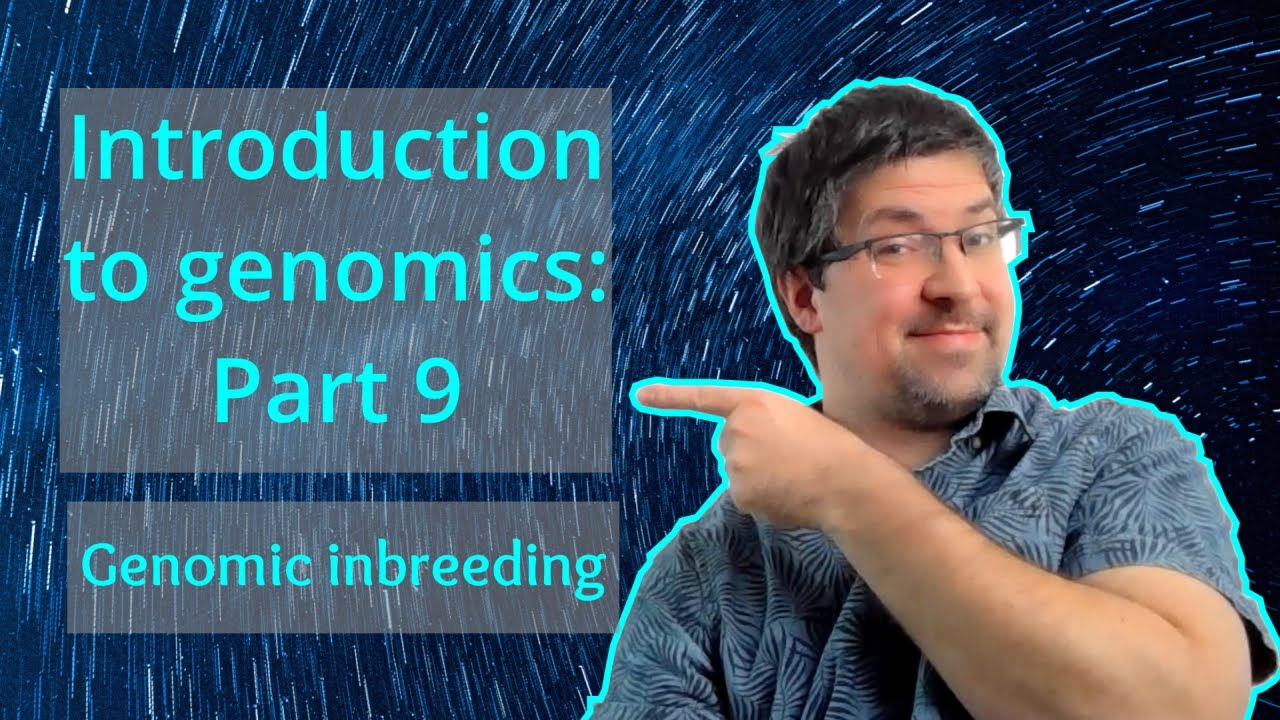 Introduction
to genomics:
Part 9
Genomic inbreeding